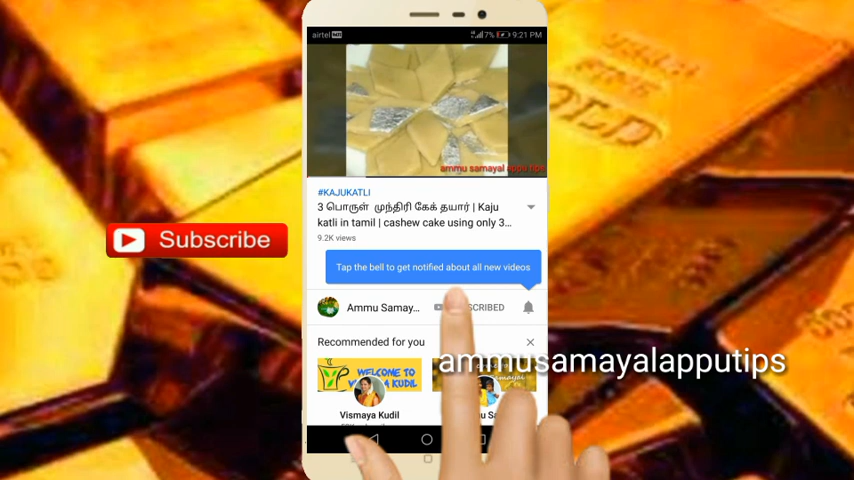 airtel
7% 9:21 PM
GOLD
ammu samayal appu tips
#KAJUKATLI
3 பொருள் முந்திரி கேக் தயார் | Kaju
katli in tamil | cashew cake using only 3...
9.2K views
Subscribe
Tap the bell to get notified about all new videos
Ammu Samay...
Recommended for you
ammusamayalapputips
WELCOME TO
KUDIL
Vismaya Kudil